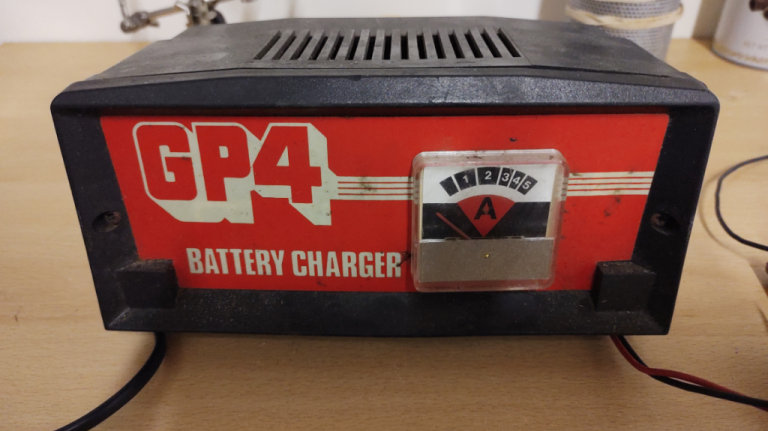 GP4
1 2 3 4 5
A
BATTERY CHARGER